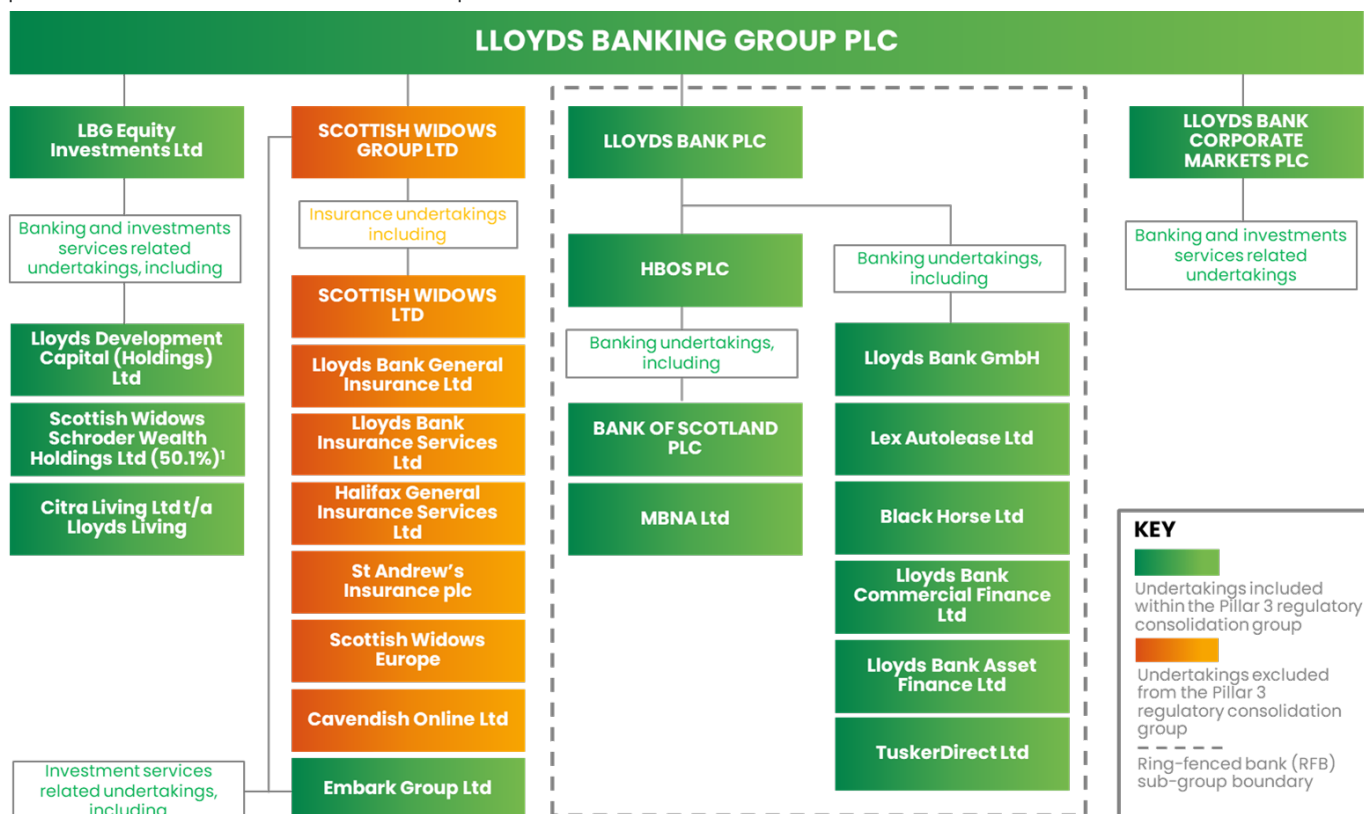 LLOYDS BANKING GROUP PLC
LBG Equity
Investments Ltd
Banking and investments
services related
undertakings, including
Lloyds Development
Capital (Holdings)
Ltd
Scottish Widows
Schroder Wealth
Holdings Ltd (50.1%)¹
Citra Living Ltd t/a
Lloyds Living
SCOTTISH WIDOWS
GROUP LTD
Insurance undertakings
including
SCOTTISH WIDOWS
LTD
Lloyds Bank General
Insurance Ltd
Lloyds Bank
Insurance Services
Ltd
Halifax General
Insurance Services
Ltd
St Andrew’s
Insurance plc
Scottish Widows
Europe
Cavendish Online Ltd
Investment services
related undertakings,
including
Embark Group Ltd
LLOYDS BANK PLC
HBOS PLC
Banking undertakings,
including
BANK OF SCOTLAND
PLC
MBNA Ltd
Banking undertakings,
including
Lloyds Bank GmbH
Lex Autolease Ltd
Black Horse Ltd
Lloyds Bank
Commercial Finance
Ltd
Lloyds Bank Asset
Finance Ltd
TuskerDirect Ltd
LLOYDS BANK
CORPORATE
MARKETS PLC
Banking and investments
services related
undertakings
KEY
Undertakings included
within the Pillar 3 regulatory
consolidation group
Undertakings excluded
from the Pillar 3
regulatory consolidation
group
Ring-fenced bank (RFB)
sub-group boundary